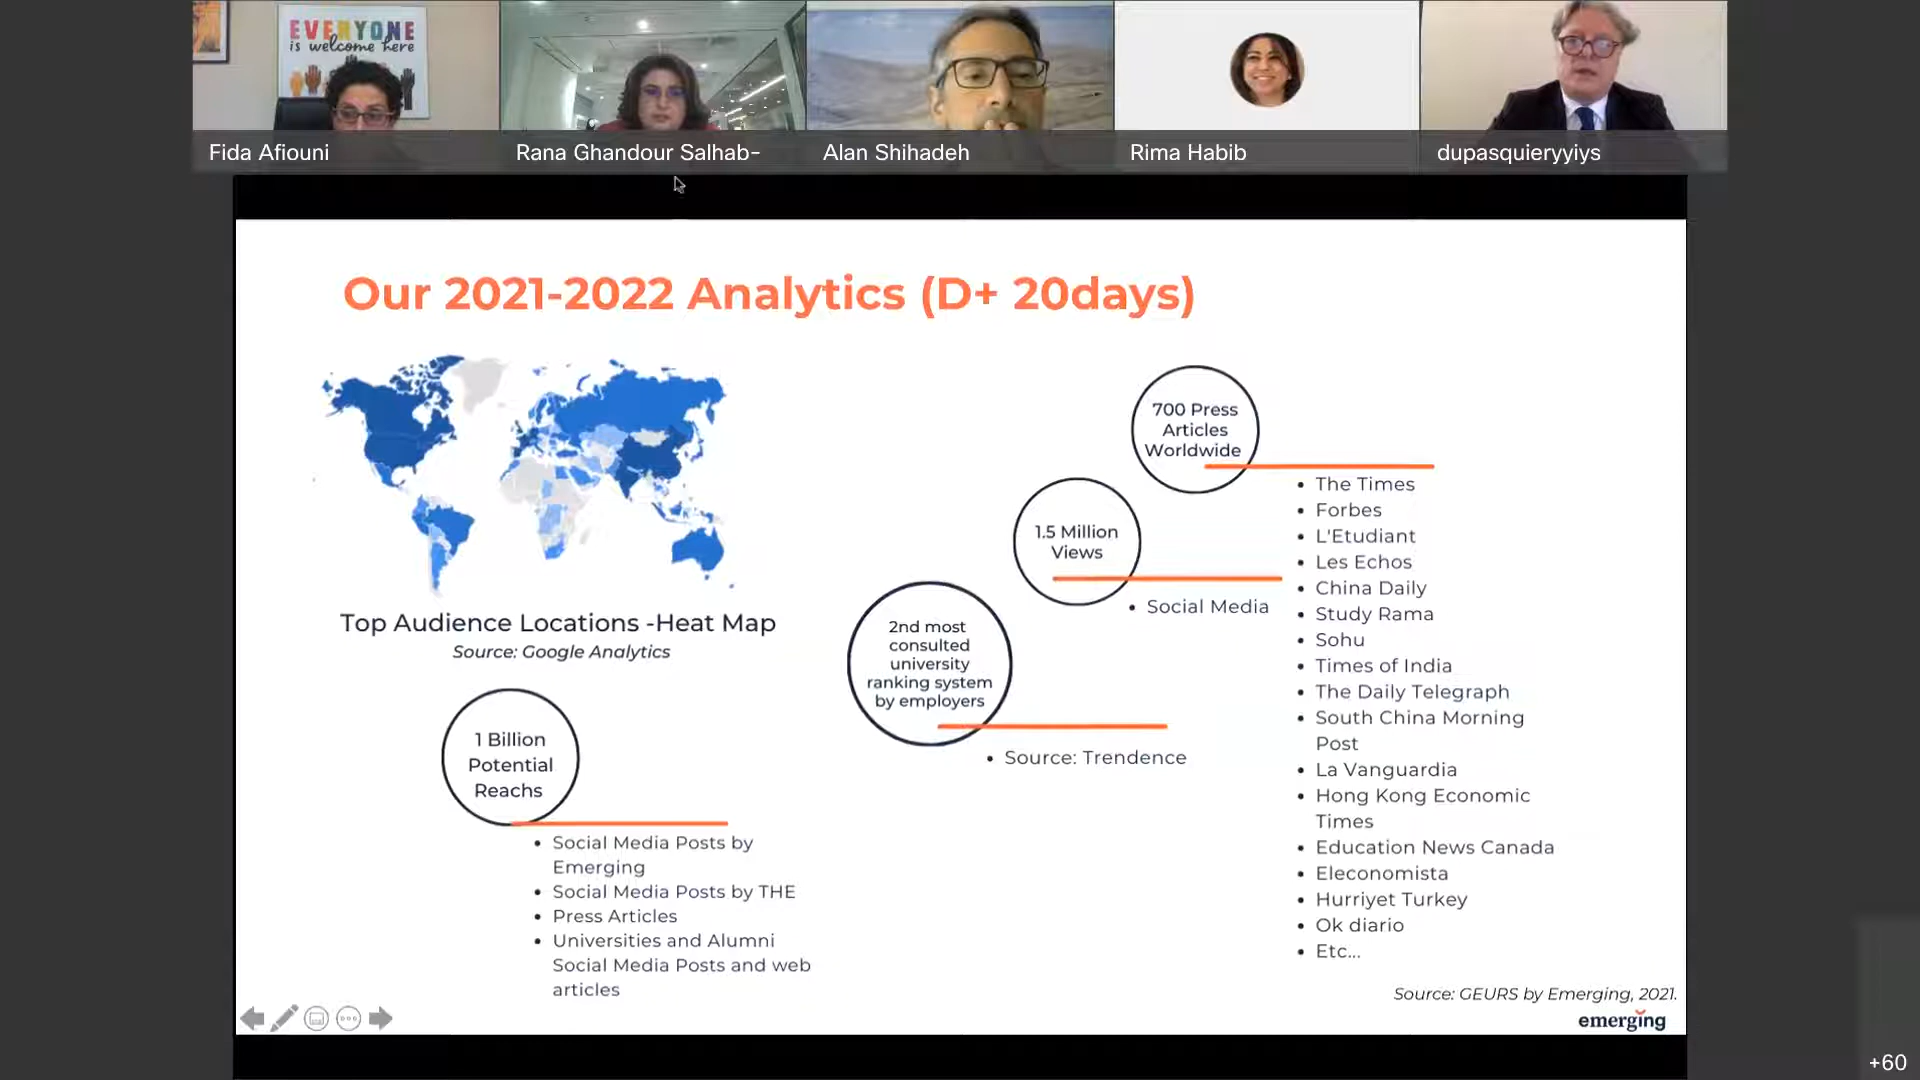 EVERYONE
is welcome here
Fida Afiouni
Rana Ghandour Salhab-
Alan Shihadeh
Rima Habib
dupasquieryyiys
Our 2021-2022 Analytics (D+ 20days)
Top Audience Locations -Heat Map
Source: Google Analytics
1 Billion
Potential
Reachs
• Social Media Posts by
Emerging
• Social Media Posts by THE
• Press Articles
• Universities and Alumni
Social Media Posts and web
articles
2nd most
consulted
university
ranking system
by employers
• Source: Trendence
1.5 Million
Views
• Social Media
700 Press
Articles
Worldwide
• The Times
• Forbes
• L'Etudiant
• Les Echos
• China Daily
• Study Rama
• Sohu
• Times of India
• The Daily Telegraph
• South China Morning
Post
• La Vanguardia
• Hong Kong Economic
Times
• Education News Canada
• Eleconomista
• Hurriyet Turkey
• Ok diario
• Etc...
Source: GEURS by Emerging, 2021.
emerging
+60